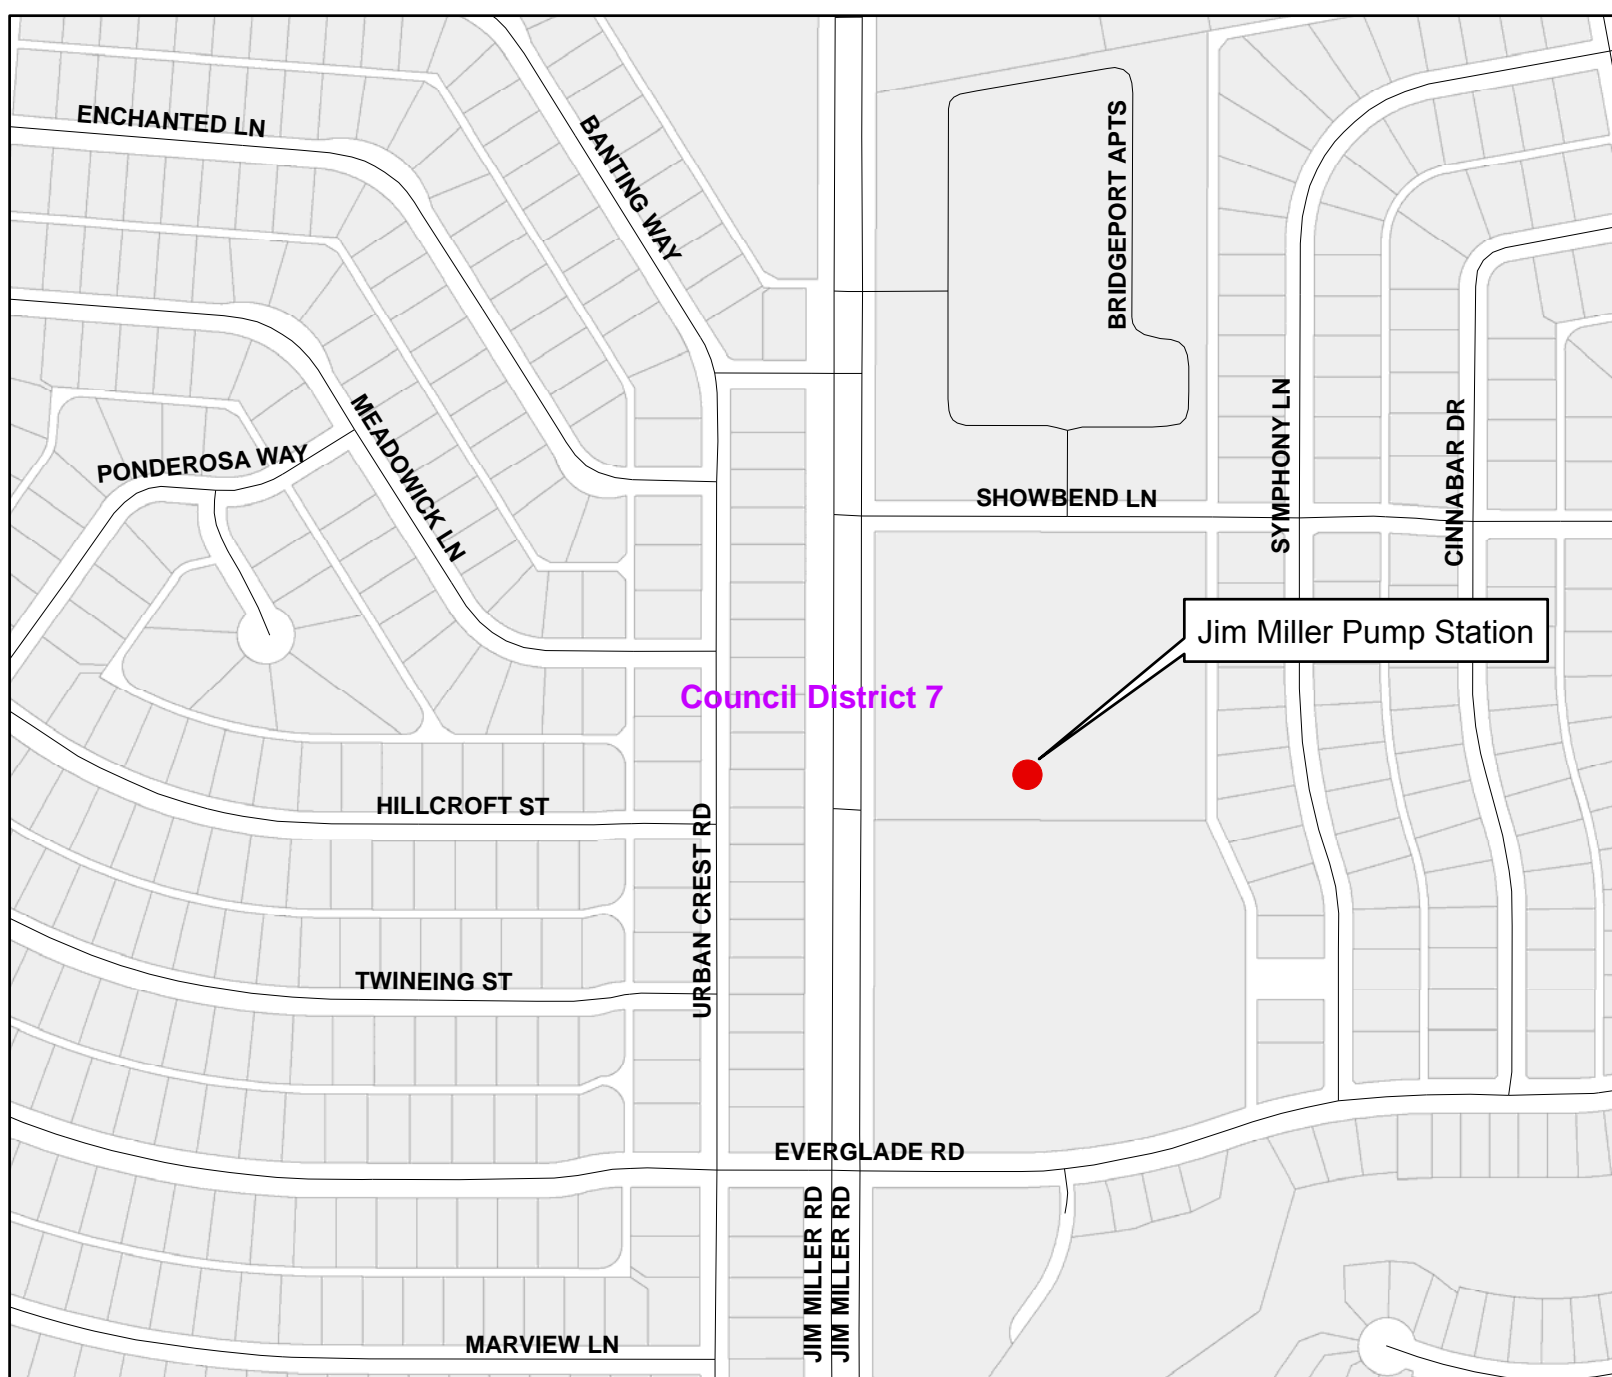 ENCHANTED LN
BANTING WAY
BRIDGEPORT APTS
MEADOWICK LN
PONDEROSA WAY
SYMPHONY LN
CINNABAR DR
SHOWBEND LN
Jim Miller Pump Station
Council District 7
HILLCROFT ST
URBAN CREST RD
TWINEING ST
EVERGLADE RD
JIM MILLER RD
JIM MILLER RD
MARVIEW LN